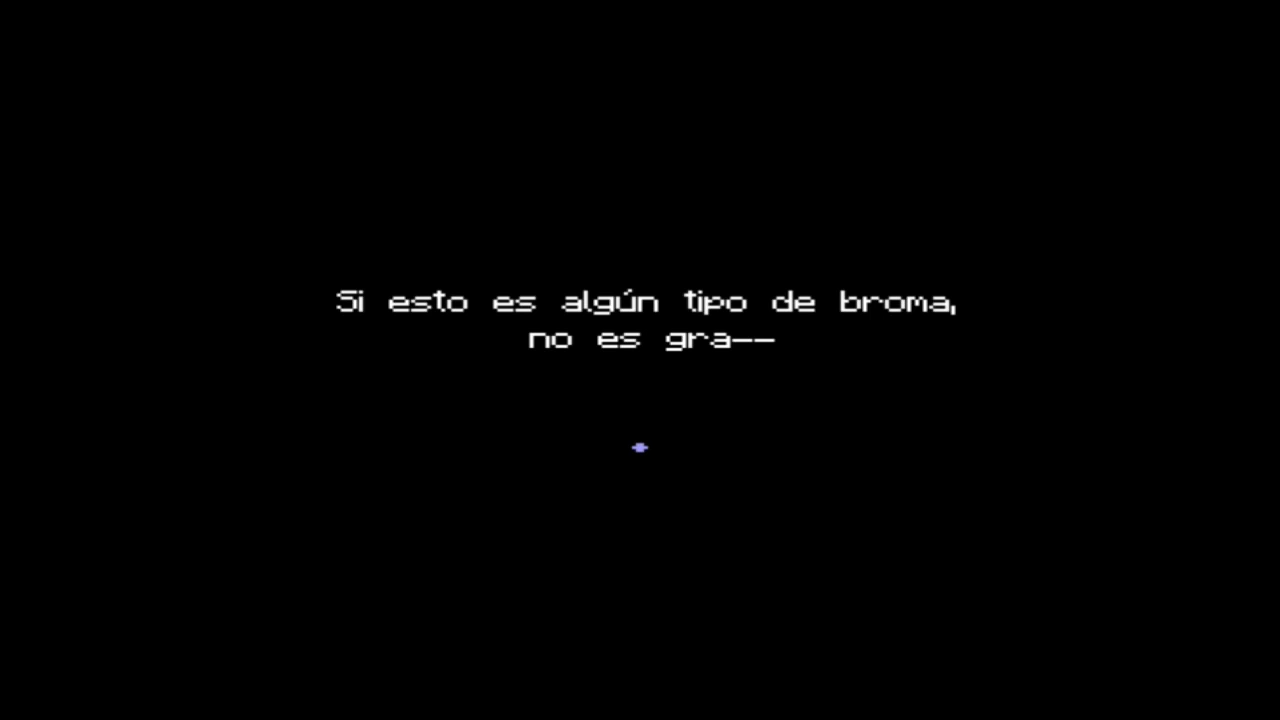 Si esto es algún tipo de broma,
no es gra--